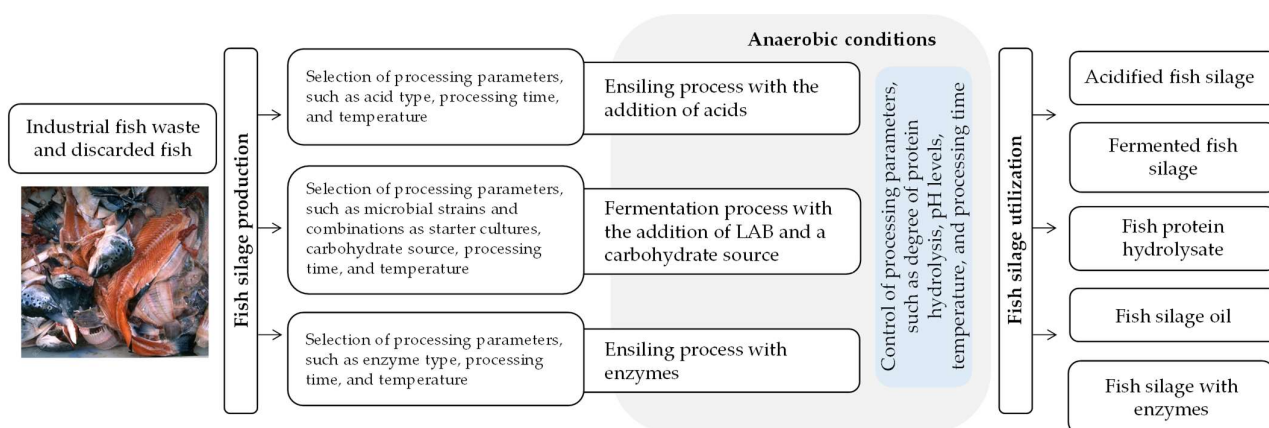 Industrial fish waste
and discarded fish
Fish silage production
Selection of processing parameters,
such as acid type, processing time,
and temperature
Selection of processing parameters,
such as microbial strains and
combinations as starter cultures,
carbohydrate source, processing
time, and temperature
Selection of processing parameters,
such as enzyme type, processing
time, and temperature
Anaerobic conditions
Ensiling process with the
addition of acids
Fermentation process with
the addition of LAB and a
carbohydrate source
Ensiling process with
enzymes
Control of processing parameters,
such as degree of protein
hydrolysis, pH levels,
temperature, and processing time
Fish silage utilization
Acidified fish silage
Fermented fish
silage
Fish protein
hydrolysate
Fish silage oil
Fish silage with
enzymes